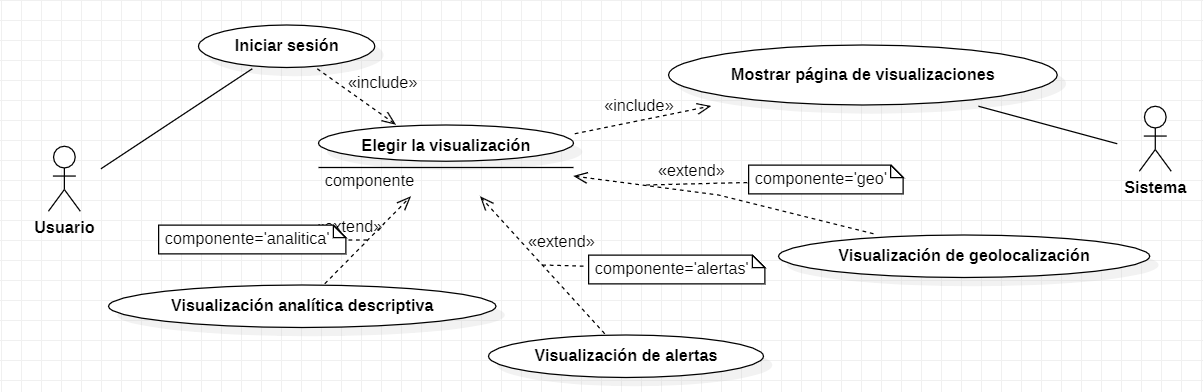 Iniciar sesión
Mostrar página de visualizaciones
«include»
«include»
Elegir la visualización
componente
«extend»
componente='geo'
Sistema
Usuario
componente='analitica'
«extend»
«extend»
Visualización de geolocalización
componente='alertas'
Visualización analítica descriptiva
Visualización de alertas